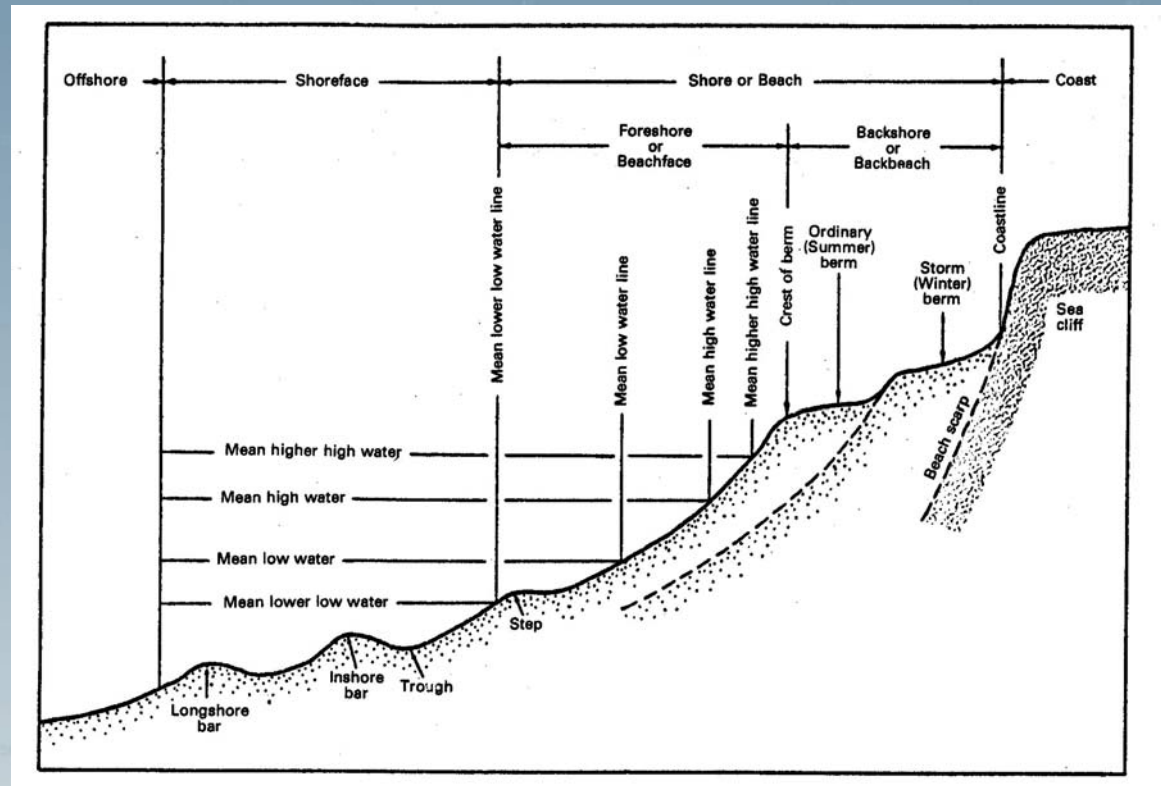 Offshore
Shoreface
Shore or Beach
Coast
Foreshore
or
Beachface
Backshore
or
Backbeach
Mean lower low water line
Mean low water line
Mean high water line
Mean higher high water line
Crest of berm
Ordinary
(Summer)
berm
Storm
(Winter)
berm
Coastline
Sea
cliff
Beach scarp
Mean higher high water
Mean high water
Mean low water
Mean lower low water
Step
Inshore
bar
Trough
Longshore
bar